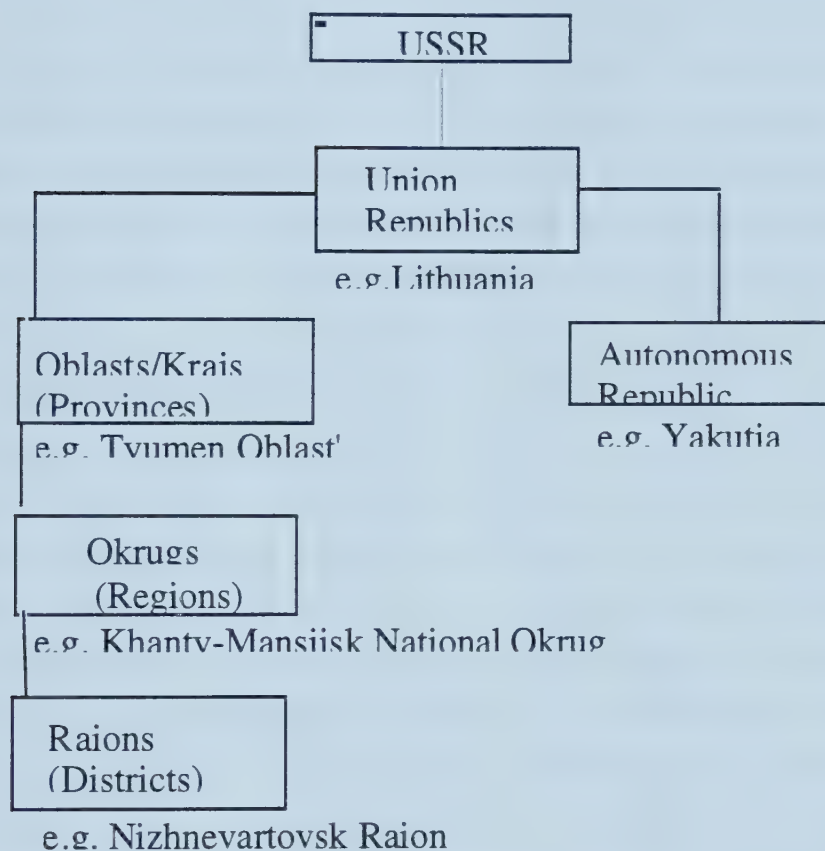 USSR
Union
Republics
e.g.Lithuania
Oblasts/Krais
(Provinces)
e.g. Tyumen Oblast'
Autonomous
Republic
e.g. Yakutia
Okrugs
(Regions)
e.g. Khanty-Mansiisk National Okrug
Raions
(Districts)
e.g. Nizhnevartovsk Raion